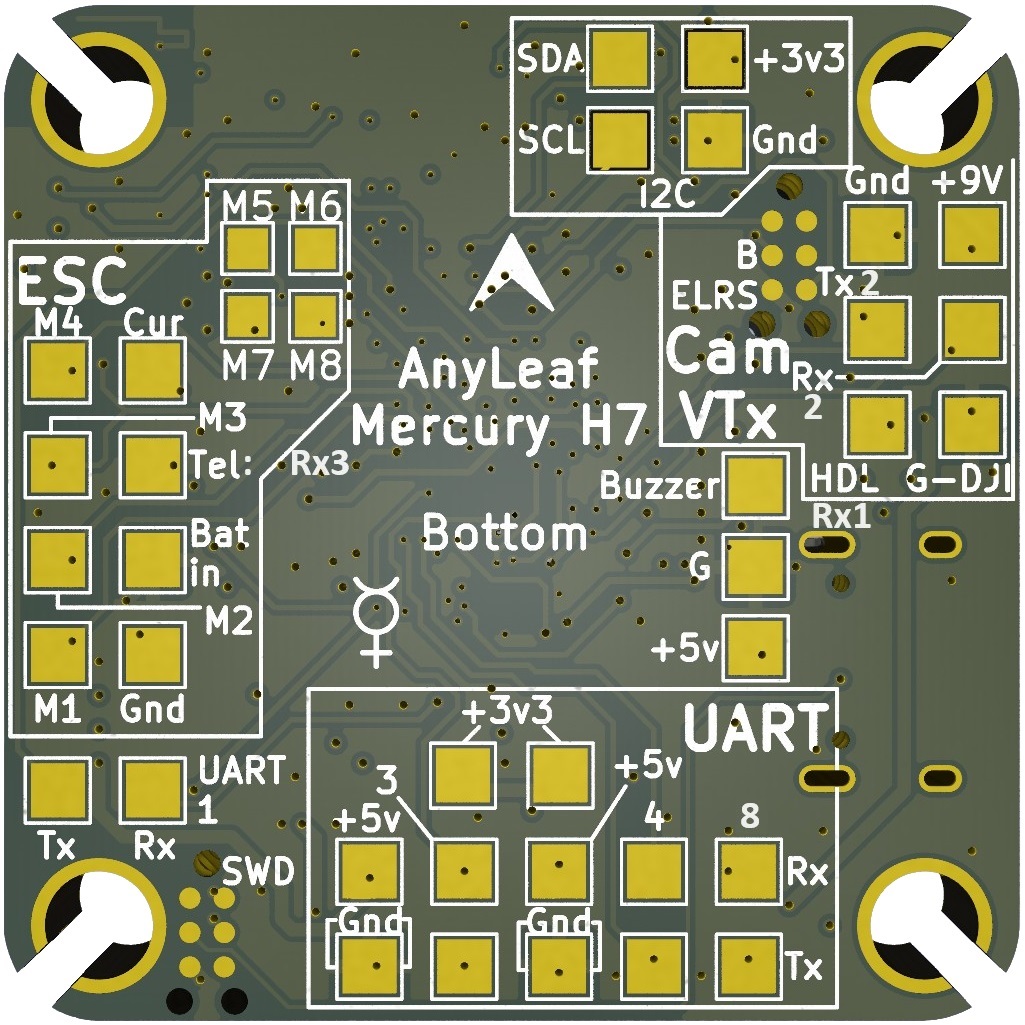 SDA +3v3
SCL Gnd
I2C
Gnd +9V
M5 M6
B
ESC
Tx 2
ELRS
M4 Cur
Cam
M7 M8
AnyLeaf
Rx
2
M3
Mercury H7
VTx
Tel: Rx3
HDL G-DJI
Buzzer
Rx1
Bottom
Bat
in
G
M2
+5v
M1 Gnd
+3v3
UART
UART
1
3
+5v
+5v
4
8
Tx Rx
SWD
Rx
Gnd Gnd
Tx